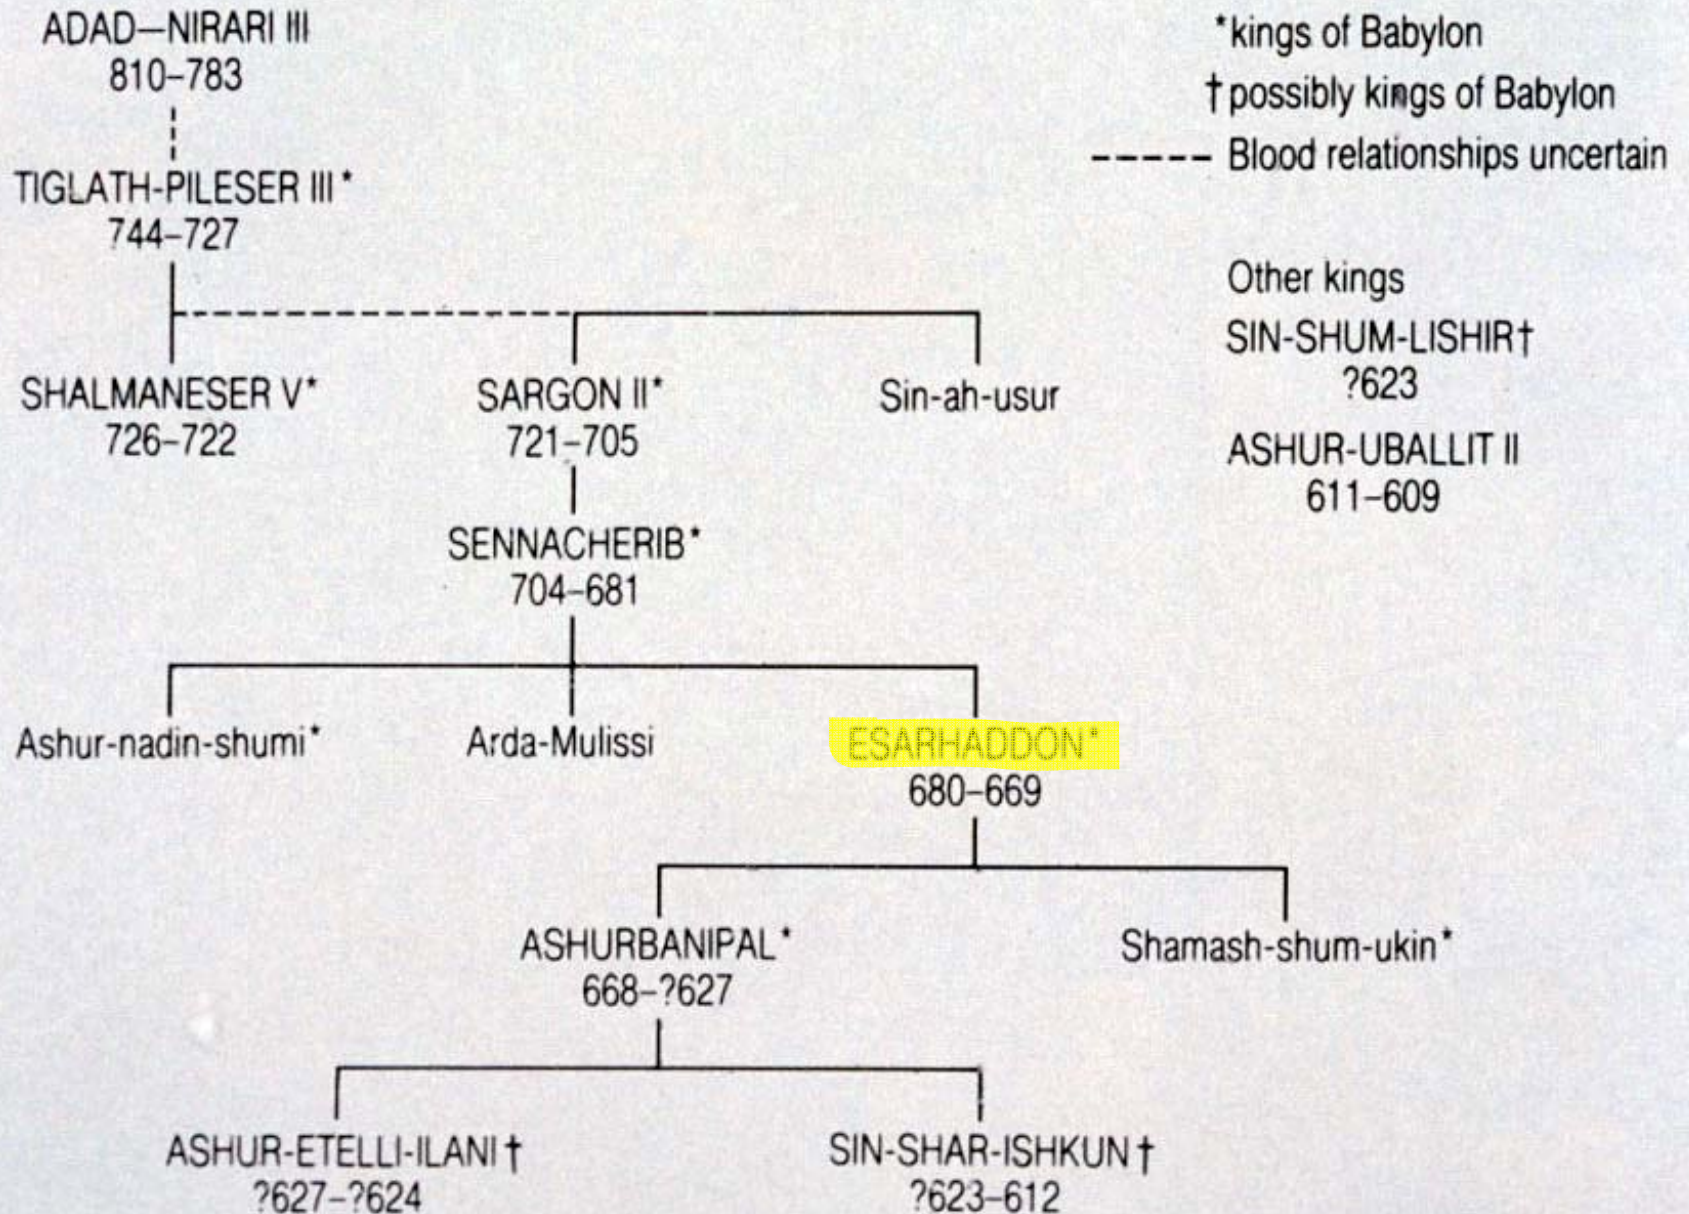 ADAD–NIRARI III
810–783
TIGLATH-PILESER III*
744–727
SHALMANESER V*
726–722
SARGON II*
721–705
Sin-ah-usur
SENNACHERIB*
704–681
Ashur-nadin-shumi*
Arda-Mulissi
ESARHADDON*
680–669
ASHURBANIPAL*
668–?627
Shamash-shum-ukin*
ASHUR-ETELLI-ILANI†
?627–?624
SIN-SHAR-ISHKUN†
?623–612
*kings of Babylon
†possibly kings of Babylon
----- Blood relationships uncertain
Other kings
SIN-SHUM-LISHIR†
?623
ASHUR-UBALLIT II
611–609